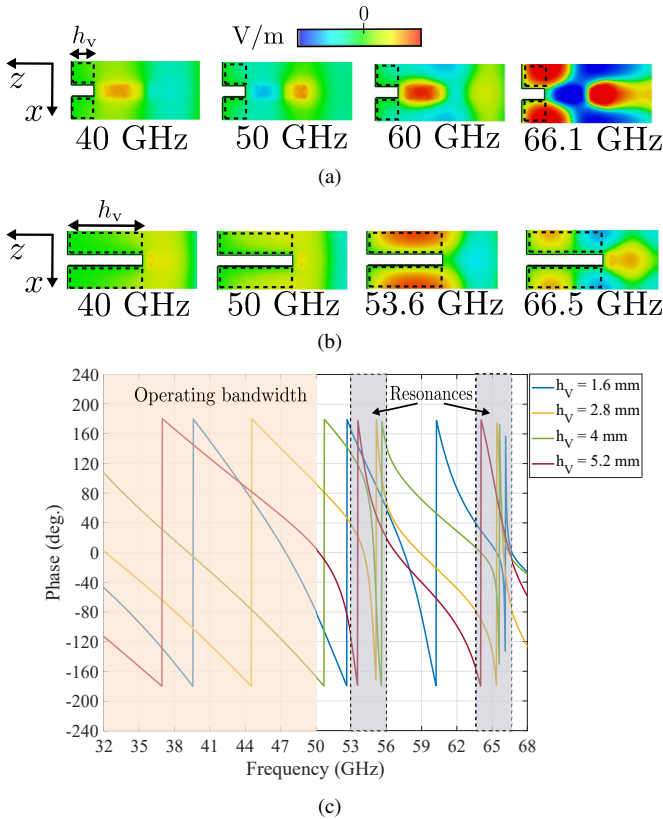 0
V/m
h_v
z
x
40 GHz 50 GHz 60 GHz 66.1 GHz
(a)
h_v
z
x
40 GHz 50 GHz 53.6 GHz 66.5 GHz
(b)
240
200
160
120
80
40
0
-40
-80
-120
-160
-200
-240
Phase (deg.)
Operating bandwidth
Resonances
h_V = 1.6 mm
h_V = 2.8 mm
h_V = 4 mm
h_V = 5.2 mm
32 35 38 41 44 47 50 53 56 59 62 65 68
Frequency (GHz)
(c)